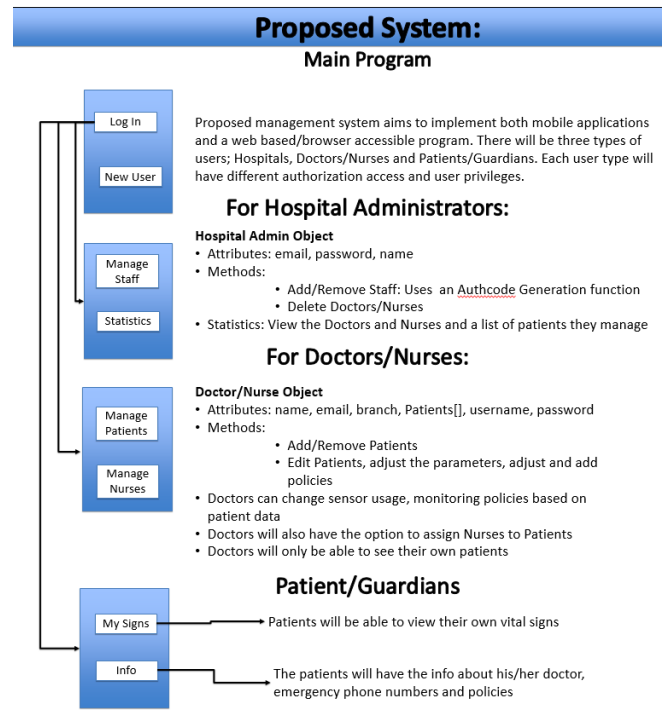 Proposed System:
Main Program
Log In
New User
Proposed management system aims to implement both mobile applications
and a web based/browser accessible program. There will be three types of
users; Hospitals, Doctors/Nurses and Patients/Guardians. Each user type will
have different authorization access and user privileges.
For Hospital Administrators:
Manage
Staff
Statistics
Hospital Admin Object
• Attributes: email, password, name
• Methods:
• Add/Remove Staff: Uses an Authcode Generation function
• Delete Doctors/Nurses
• Statistics: View the Doctors and Nurses and a list of patients they manage
For Doctors/Nurses:
Manage
Patients
Manage
Nurses
Doctor/Nurse Object
• Attributes: name, email, branch, Patients[], username, password
• Methods:
• Add/Remove Patients
• Edit Patients, adjust the parameters, adjust and add
policies
• Doctors can change sensor usage, monitoring policies based on
patient data
• Doctors will also have the option to assign Nurses to Patients
• Doctors will only be able to see their own patients
Patient/Guardians
My Signs
Patients will be able to view their own vital signs
Info
The patients will have the info about his/her doctor,
emergency phone numbers and policies